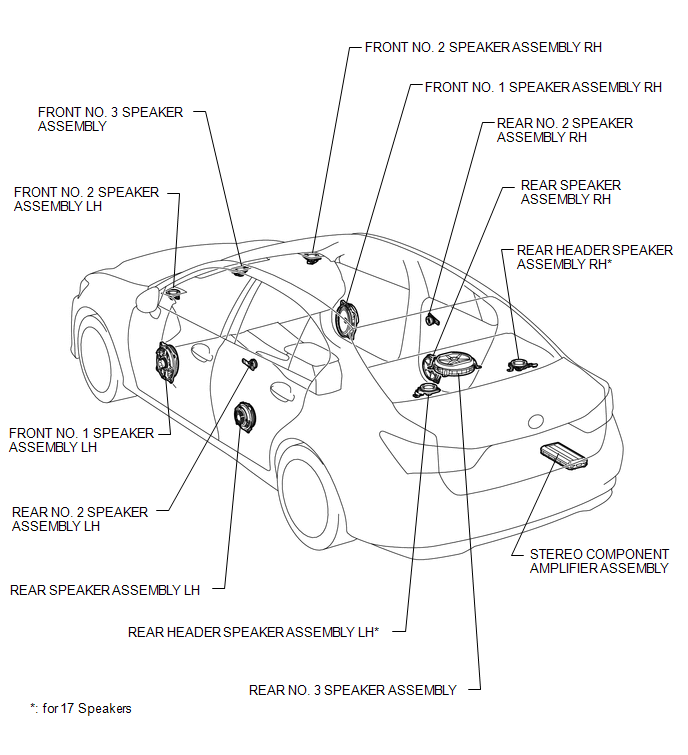 FRONT NO. 2 SPEAKER ASSEMBLY RH
FRONT NO. 1 SPEAKER ASSEMBLY RH
FRONT NO. 3 SPEAKER
ASSEMBLY
REAR NO. 2 SPEAKER
ASSEMBLY RH
FRONT NO. 2 SPEAKER
ASSEMBLY LH
REAR SPEAKER
ASSEMBLY RH
REAR HEADER SPEAKER
ASSEMBLY RH*
FRONT NO. 1 SPEAKER
ASSEMBLY LH
REAR NO. 2 SPEAKER
ASSEMBLY LH
STEREO COMPONENT
AMPLIFIER ASSEMBLY
REAR SPEAKER ASSEMBLY LH
REAR HEADER SPEAKER ASSEMBLY LH*
REAR NO. 3 SPEAKER ASSEMBLY
*: for 17 Speakers